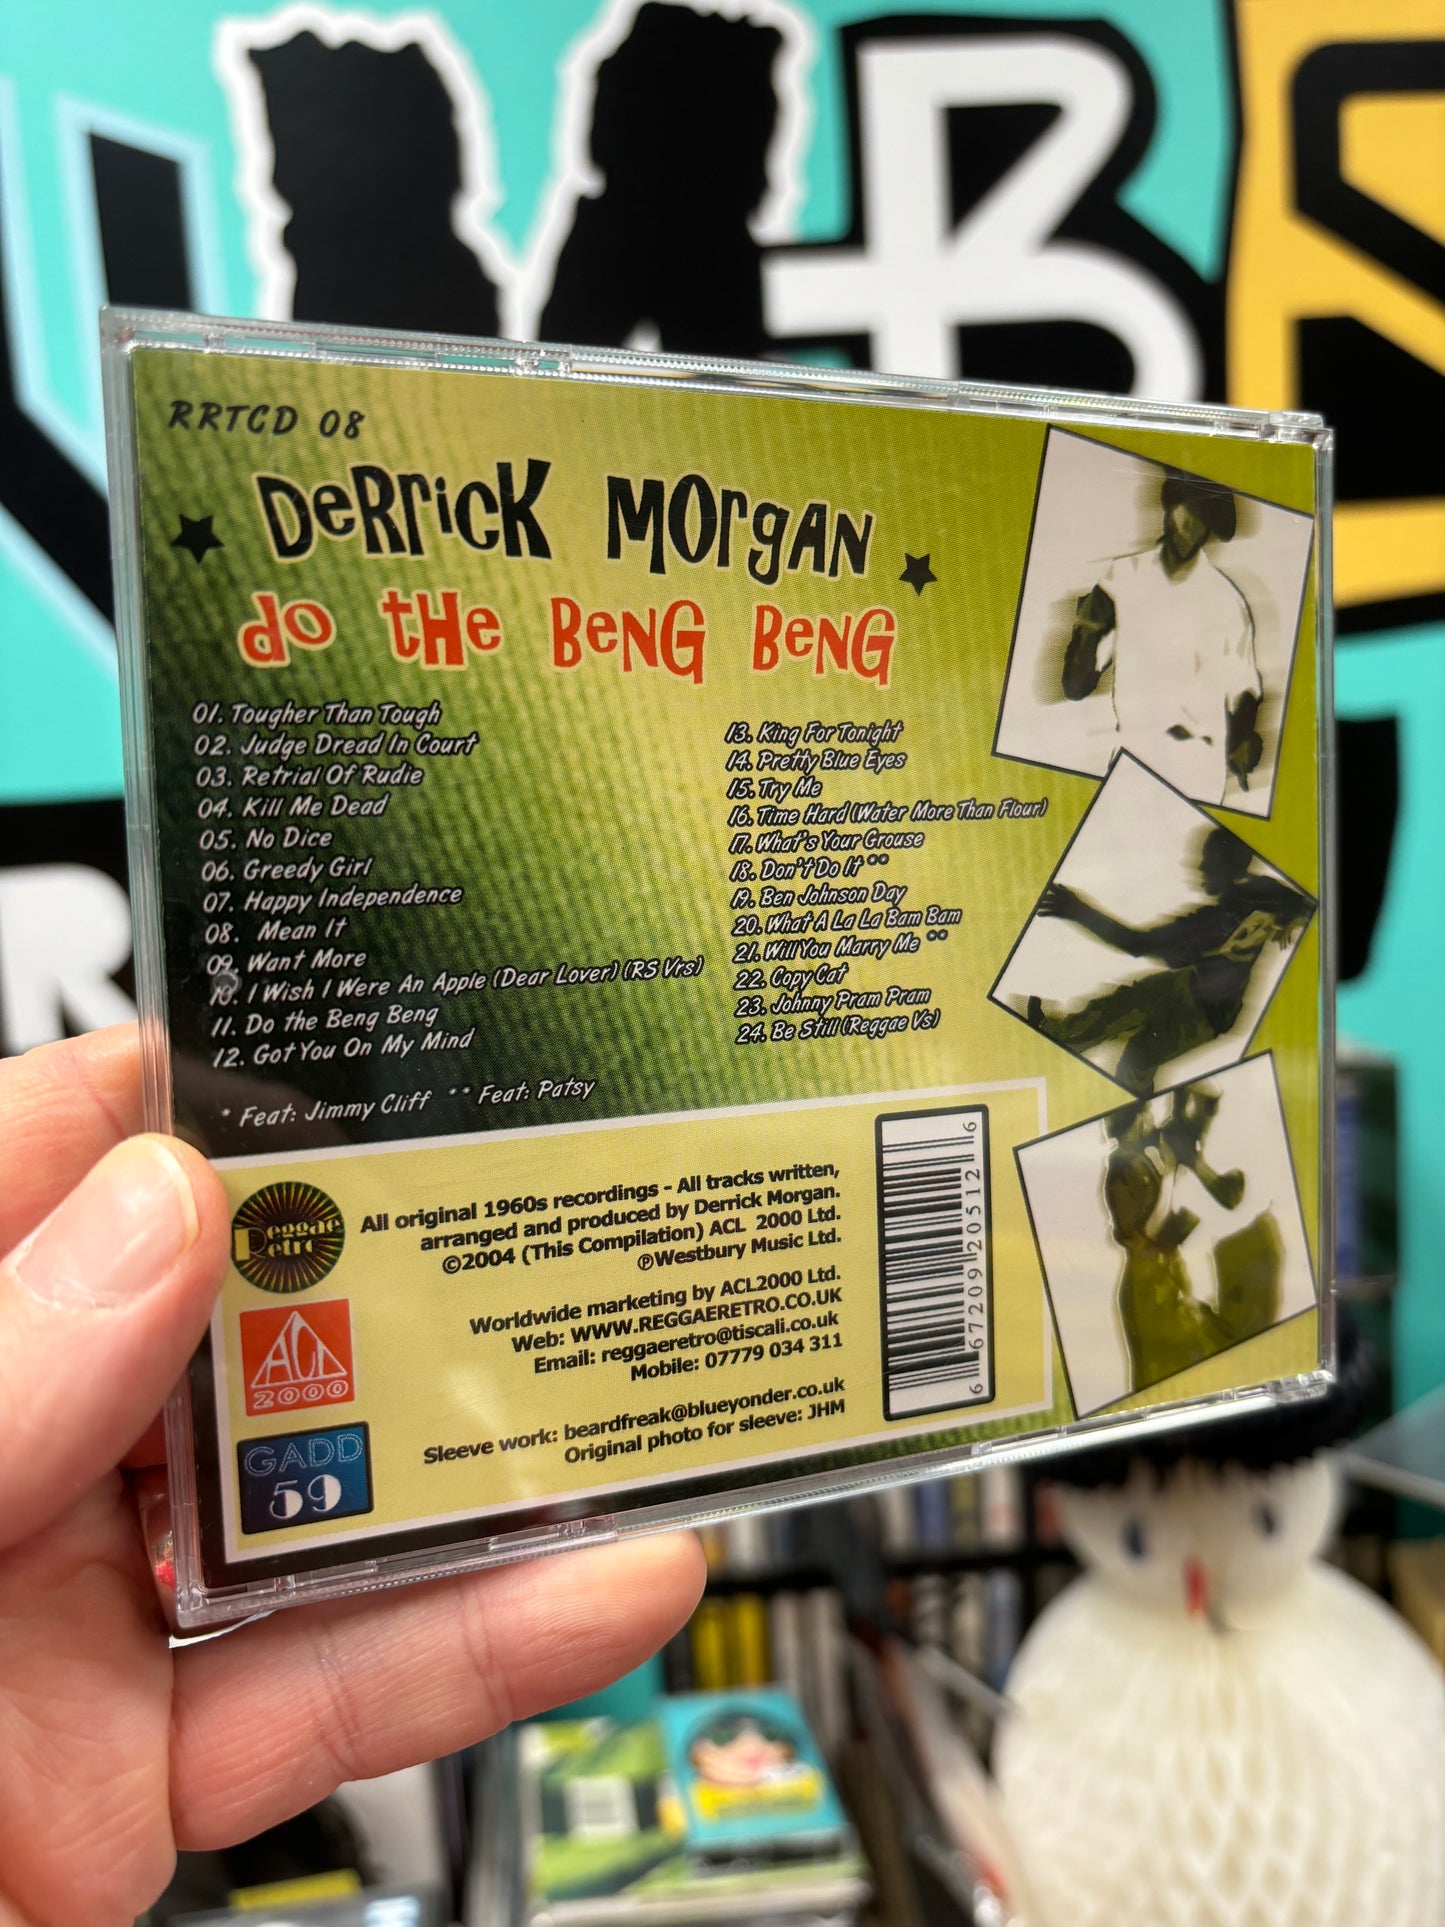 RRTCD 08
Derrick Morgan
do the Beng Beng
01. Tougher Than Tough
02. Judge Dread In Court
03. Retrial Of Rudie
04. Kill Me Dead
05. No Dice
06. Greedy Girl
07. Happy Independence
08. Mean It
09. Want More
10. I Wish I Were An Apple (Dear Lover) (RS Vrs)
11. Do the Beng Beng
12. Got You On My Mind
13. King For Tonight
14. Pretty Blue Eyes
15. Try Me
16. Time Hard (Water More Than Flour)
17. What's Your Grouse
18. Don't Do It **
19. Ben Johnson Day
20. What A La La Bam Bam
21. Will You Marry Me **
22. Copy Cat
23. Johnny Pram Pram
24. Be Still (Reggae Vs)
* Feat: Jimmy Cliff ** Feat: Patsy
Reggae
Retro
All original 1960s recordings - All tracks written,
arranged and produced by Derrick Morgan.
©2004 (This Compilation) ACL 2000 Ltd.
℗Westbury Music Ltd.
Worldwide marketing by ACL2000 Ltd.
Web: WWW.REGGAERETRO.CO.UK
Email: reggaeretro@tiscali.co.uk
Mobile: 07779 034 311
Sleeve work: beardfreak@blueyonder.co.uk
Original photo for sleeve: JHM
ACL
2000
GADD
59
6 67209 20512 6